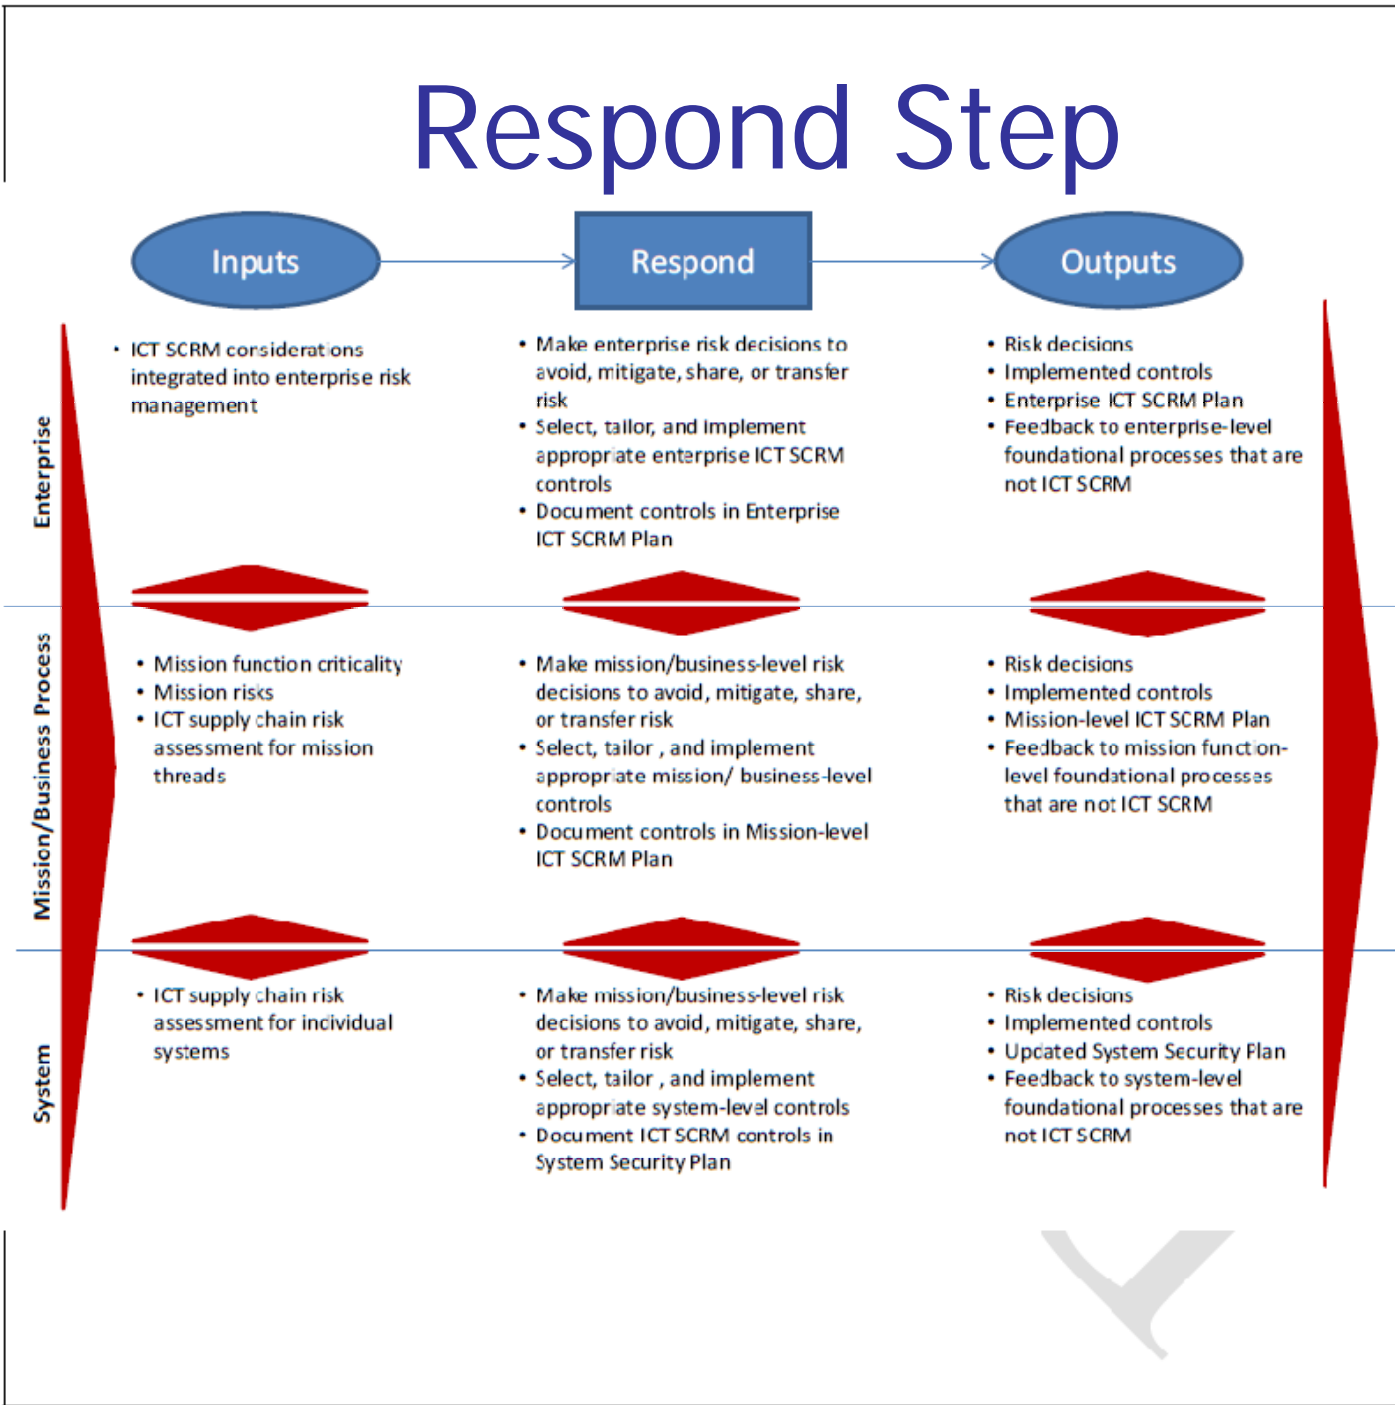 Respond Step
Inputs
Respond
Outputs
Enterprise
• ICT SCRM considerations
integrated into enterprise risk
management
• Make enterprise risk decisions to
avoid, mitigate, share, or transfer
risk
• Select, tailor, and implement
appropriate enterprise ICT SCRM
controls
• Document controls in Enterprise
ICT SCRM Plan
• Risk decisions
• Implemented controls
• Enterprise ICT SCRM Plan
• Feedback to enterprise-level
foundational processes that are
not ICT SCRM
Mission/Business Process
• Mission function criticality
• Mission risks
• ICT supply chain risk
assessment for mission
threads
• Make mission/business-level risk
decisions to avoid, mitigate, share,
or transfer risk
• Select, tailor , and implement
appropriate mission/ business-level
controls
• Document controls in Mission-level
ICT SCRM Plan
• Risk decisions
• Implemented controls
• Mission-level ICT SCRM Plan
• Feedback to mission function-
level foundational processes
that are not ICT SCRM
System
• ICT supply chain risk
assessment for individual
systems
• Make mission/business-level risk
decisions to avoid, mitigate, share,
or transfer risk
• Select, tailor , and implement
appropriate system-level controls
• Document ICT SCRM controls in
System Security Plan
• Risk decisions
• Implemented controls
• Updated System Security Plan
• Feedback to system-level
foundational processes that are
not ICT SCRM